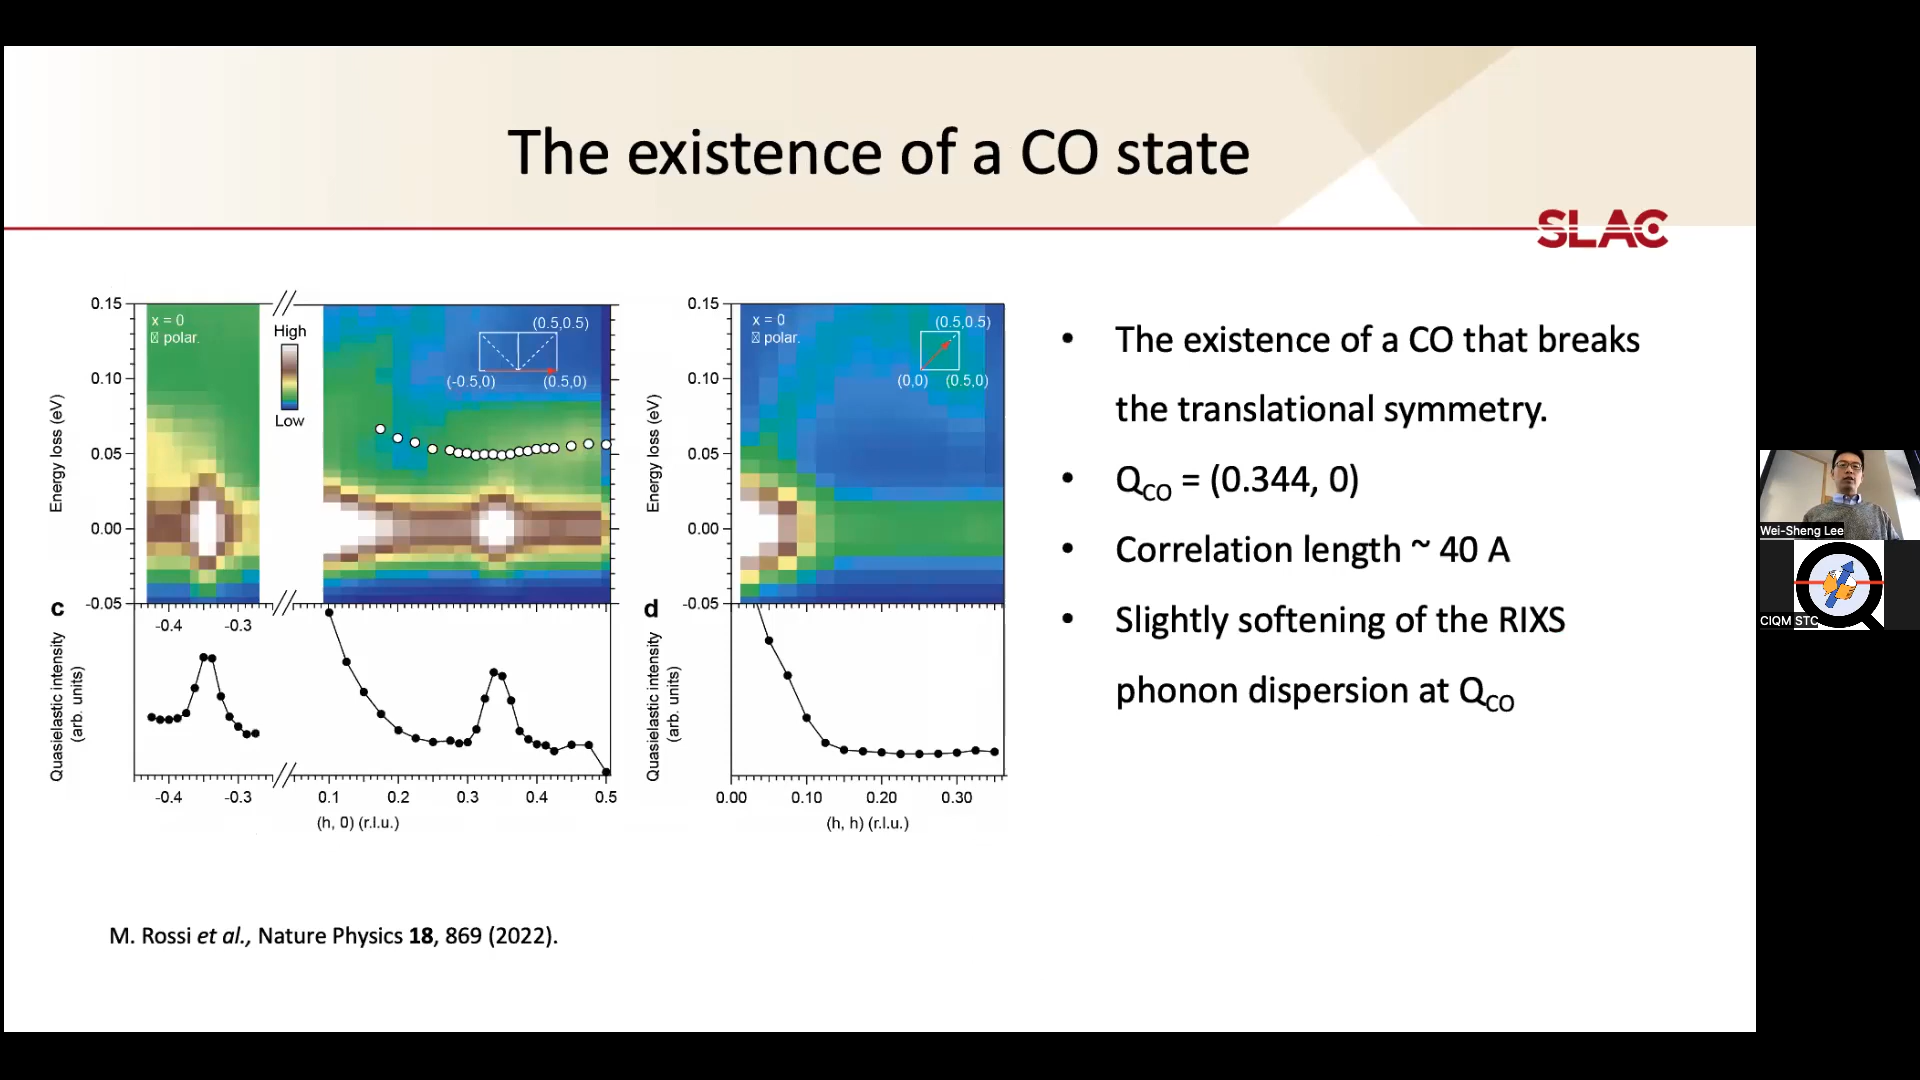 The existence of a CO state
SLAC
0.15
0.10
0.05
0.00
-0.05
Energy loss (eV)
x = 0
polar.
High
Low
(0.5,0.5)
(-0.5,0)
(0.5,0)
-0.4
-0.3
c
Quasielastic intensity
(arb. units)
-0.4
-0.3
0.1
0.2
0.3
0.4
0.5
(h, 0) (r.l.u.)
0.15
0.10
0.05
0.00
-0.05
Energy loss (eV)
x = 0
polar.
(0.5,0.5)
(0,0)
(0.5,0)
d
Quasielastic intensity
(arb. units)
0.00
0.10
0.20
0.30
(h, h) (r.l.u.)
• The existence of a CO that breaks
the translational symmetry.
• QCO = (0.344, 0)
• Correlation length ~ 40 A
• Slightly softening of the RIXS
phonon dispersion at QCO
M. Rossi et al., Nature Physics 18, 869 (2022).
Wei-Sheng Lee
CIQM STC